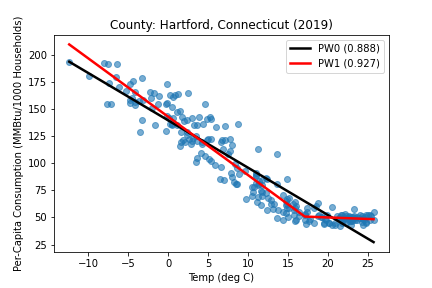 County: Hartford, Connecticut (2019)
Per-Capita Consumption (MMBtu/1000 Households)
200
175
150
125
100
75
50
25
PW0 (0.888)
PW1 (0.927)
−10 −5 0 5 10 15 20 25
Temp (deg C)